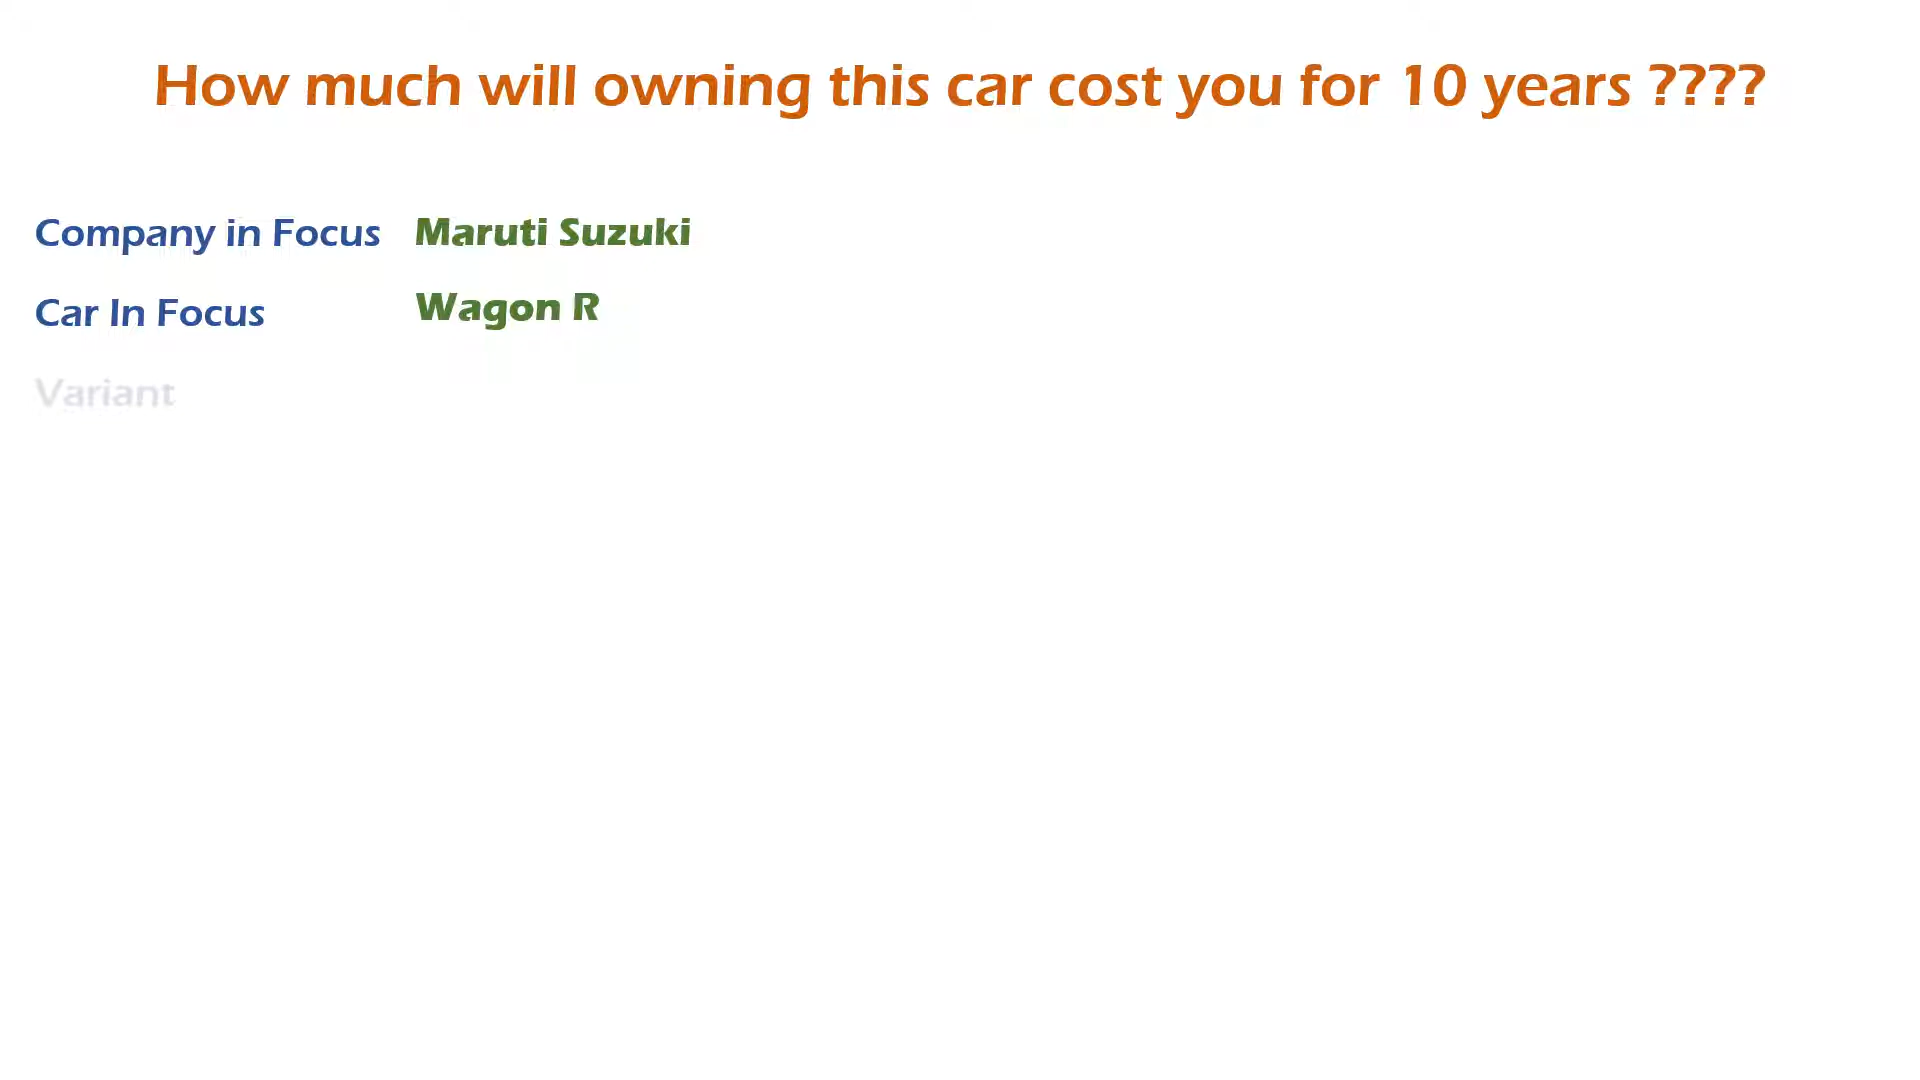 How much will owning this car cost you for 10 years ????
Company in Focus Maruti Suzuki
Car In Focus Wagon R
Variant